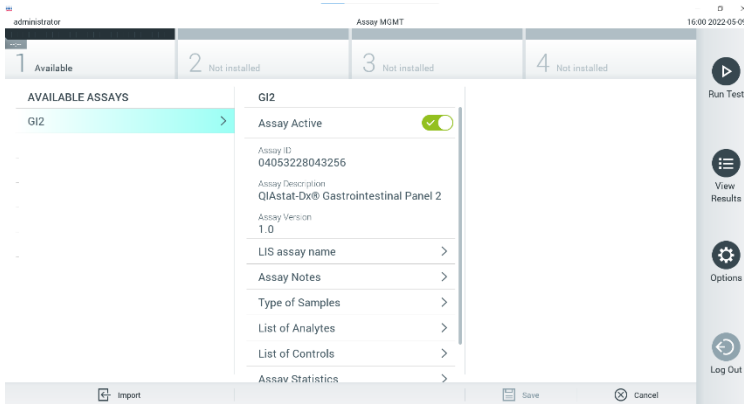 administrator
Assay MGMT
16:00 2022-05-09
1 Available
2 Not installed
3 Not installed
4 Not installed
AVAILABLE ASSAYS
GI2
GI2
Assay Active
Assay ID
04053228043256
Assay Description
QIAstat-Dx® Gastrointestinal Panel 2
Assay Version
1.0
LIS assay name
Assay Notes
Type of Samples
List of Analytes
List of Controls
Assay Statistics
Run Test
View
Results
Options
Log Out
Import
Save
Cancel